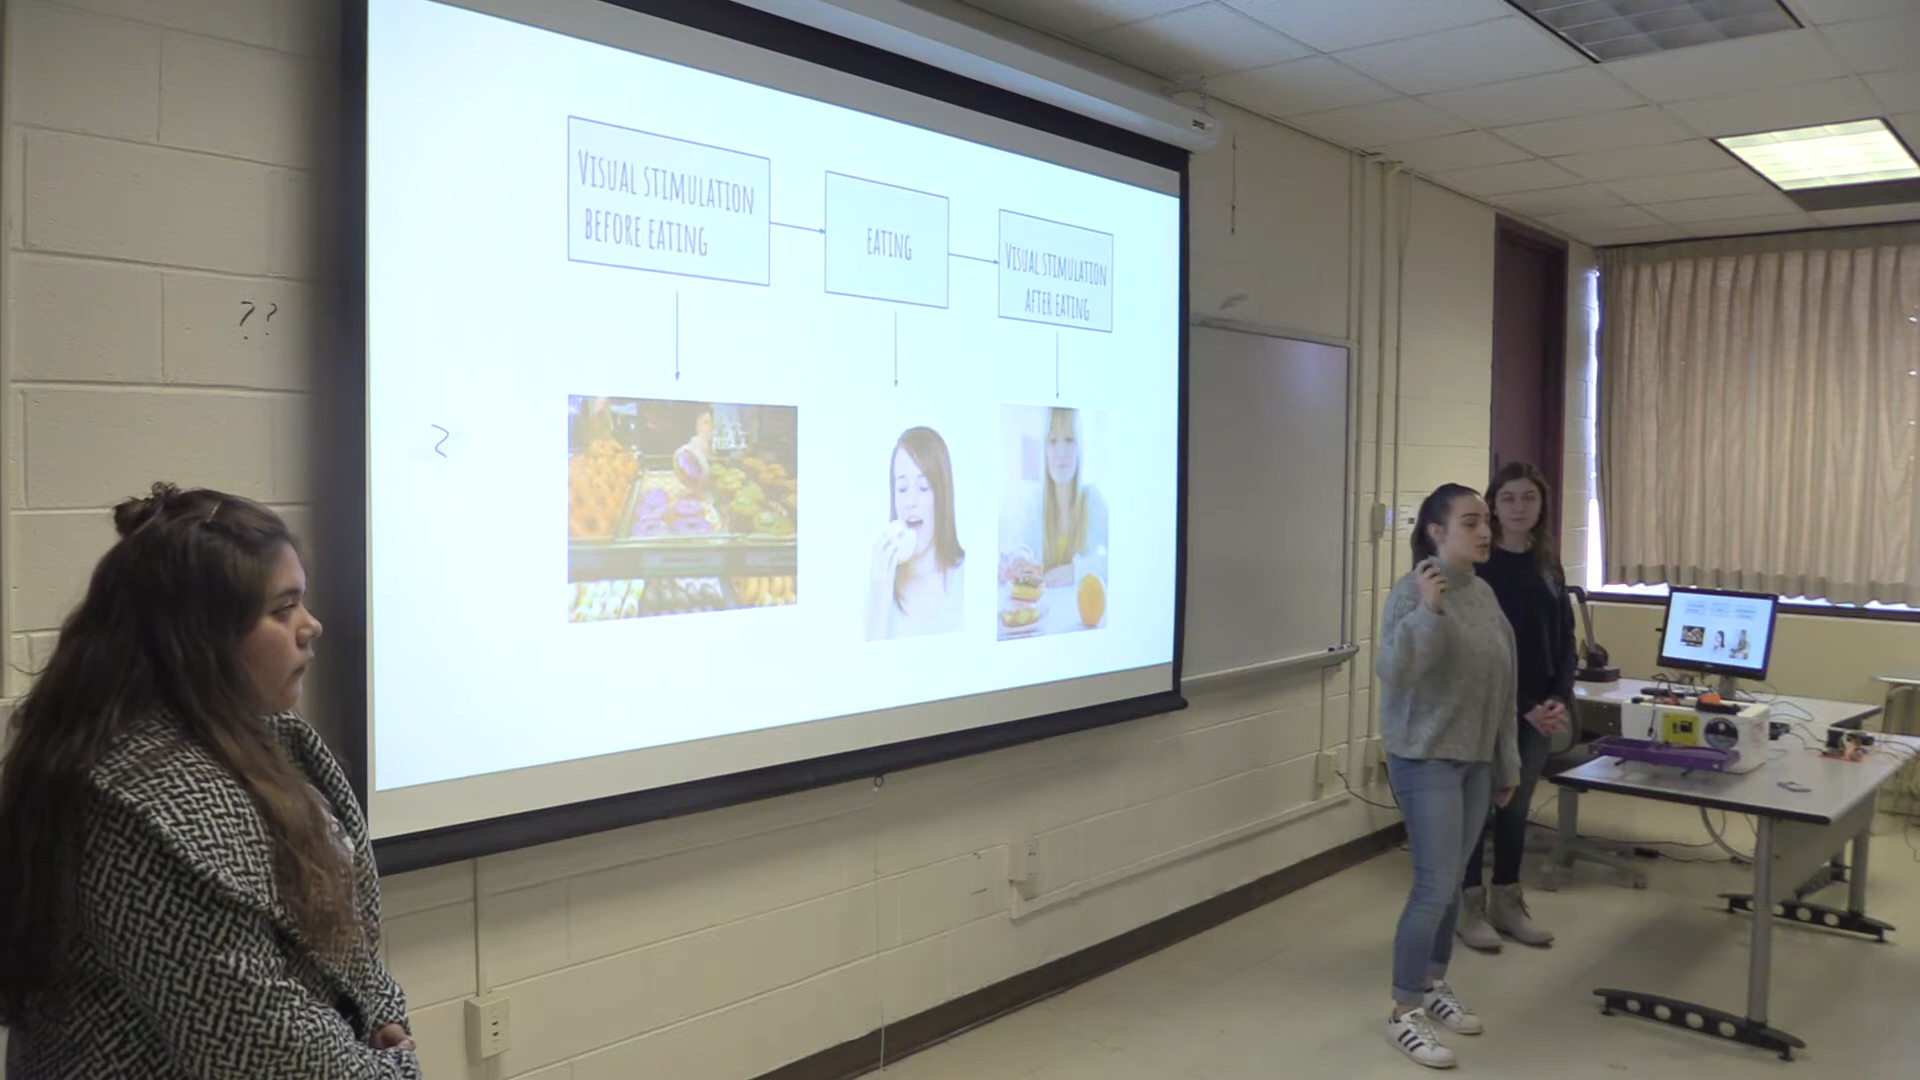 VISUAL STIMULATION
BEFORE EATING
EATING
VISUAL STIMULATION
AFTER EATING
??